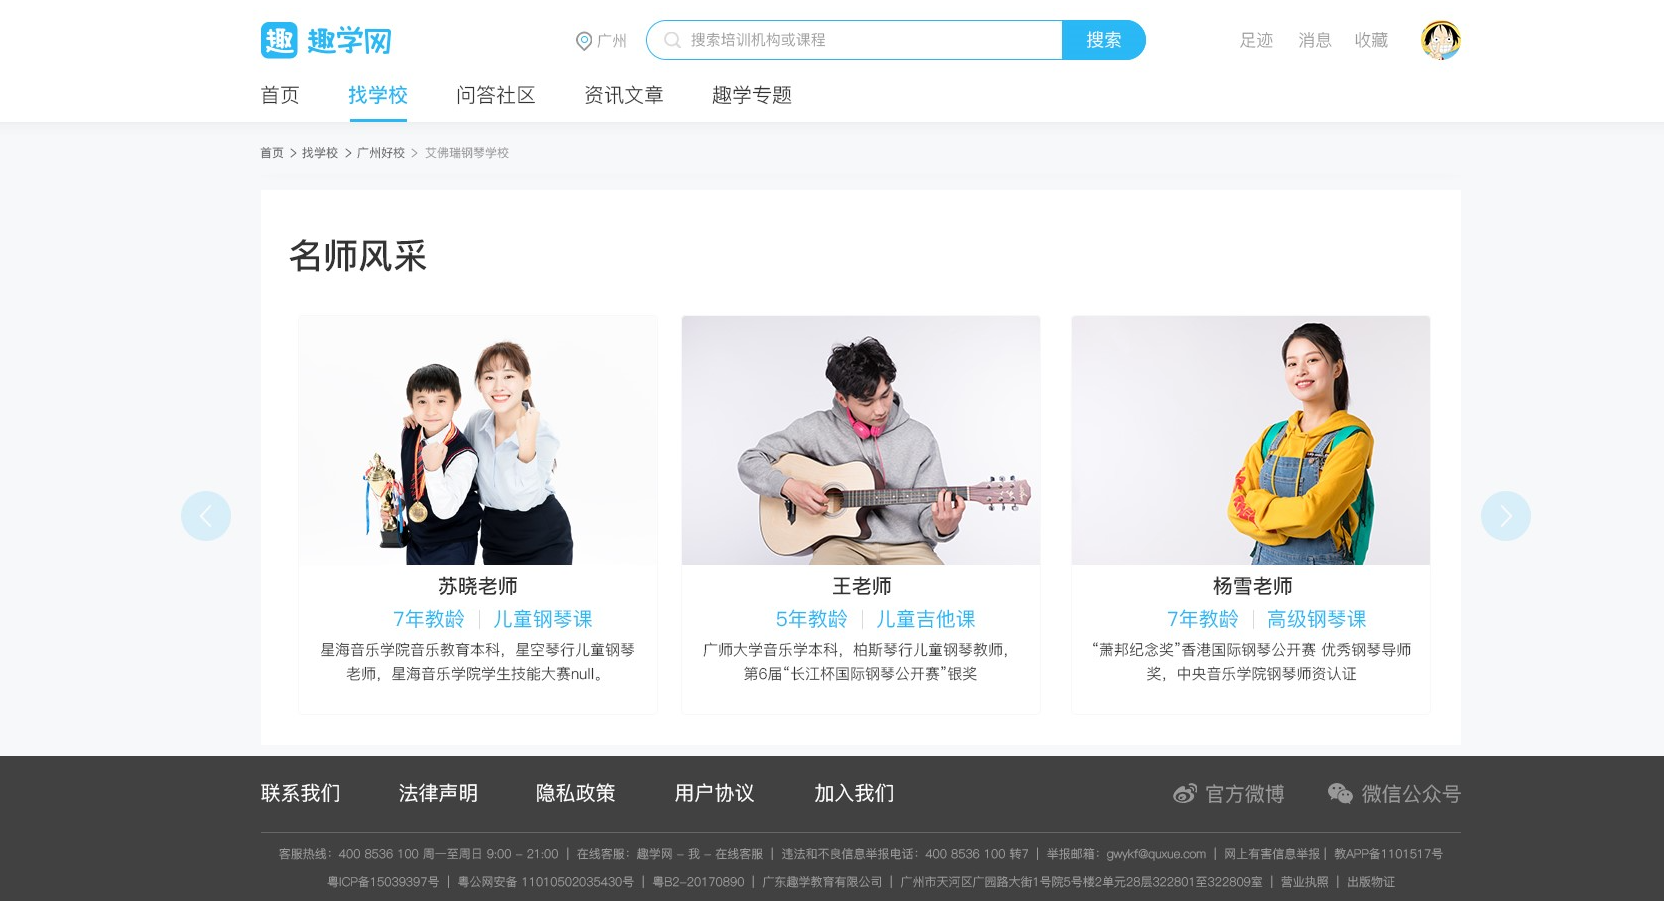 趣 趣学网
广州
搜索培训机构或课程
搜索
足迹 消息 收藏
首页 找学校 问答社区 资讯文章 趣学专题
首页 > 找学校 > 广州好校 > 艾佛瑞钢琴学校
名师风采
苏晓老师
7年教龄 | 儿童钢琴课
星海音乐学院音乐教育本科，星空琴行儿童钢琴
老师，星海音乐学院学生技能大赛null。
王老师
5年教龄 | 儿童吉他课
广师大学音乐学本科，柏斯琴行儿童钢琴教师，
第6届“长江杯国际钢琴公开赛”银奖
杨雪老师
7年教龄 | 高级钢琴课
“萧邦纪念奖”香港国际钢琴公开赛 优秀钢琴导师
奖，中央音乐学院钢琴师资认证
联系我们 法律声明 隐私政策 用户协议 加入我们
官方微博 微信公众号
客服热线：400 8536 100 周一至周日 9:00 - 21:00 | 在线客服：趣学网 - 我 - 在线客服 | 违法和不良信息举报电话：400 8536 100 转7 | 举报邮箱：gwykf@quxue.com | 网上有害信息举报 | 教APP备1101517号
粤ICP备15039397号 | 粤公网安备 11010502035430号 | 粤B2-20170890 | 广东趣学教育有限公司 | 广州市天河区广园路大街1号院5号楼2单元28层322801至322809室 | 营业执照 | 出版物证